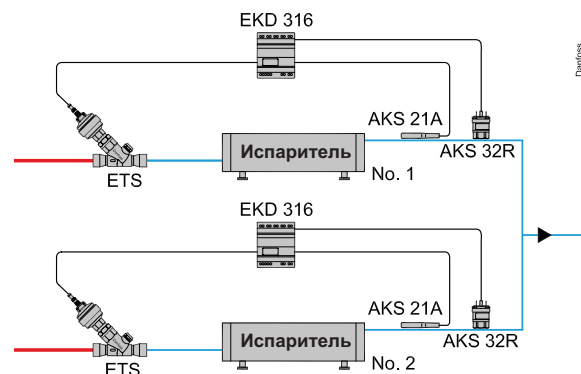 EKD 316
Danfoss
AKS 21A
Испаритель
AKS 32R
ETS
No. 1
EKD 316
AKS 21A
Испаритель
AKS 32R
ETS
No. 2